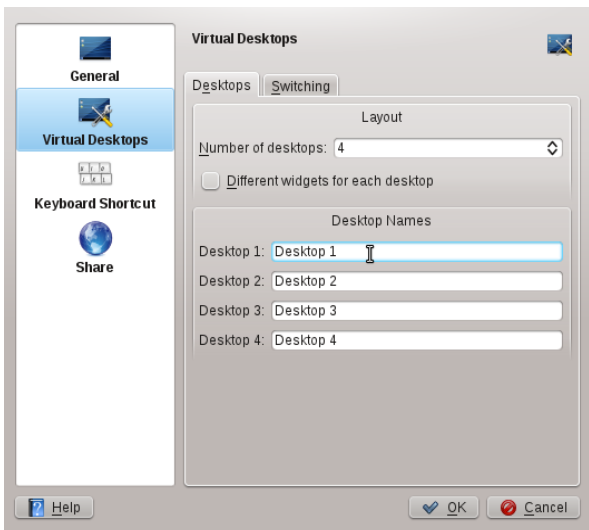 General
Virtual Desktops
Keyboard Shortcut
Share
Virtual Desktops
Desktops
Switching
Layout
Number of desktops: 4
Different widgets for each desktop
Desktop Names
Desktop 1: Desktop 1
Desktop 2: Desktop 2
Desktop 3: Desktop 3
Desktop 4: Desktop 4
Help
OK
Cancel